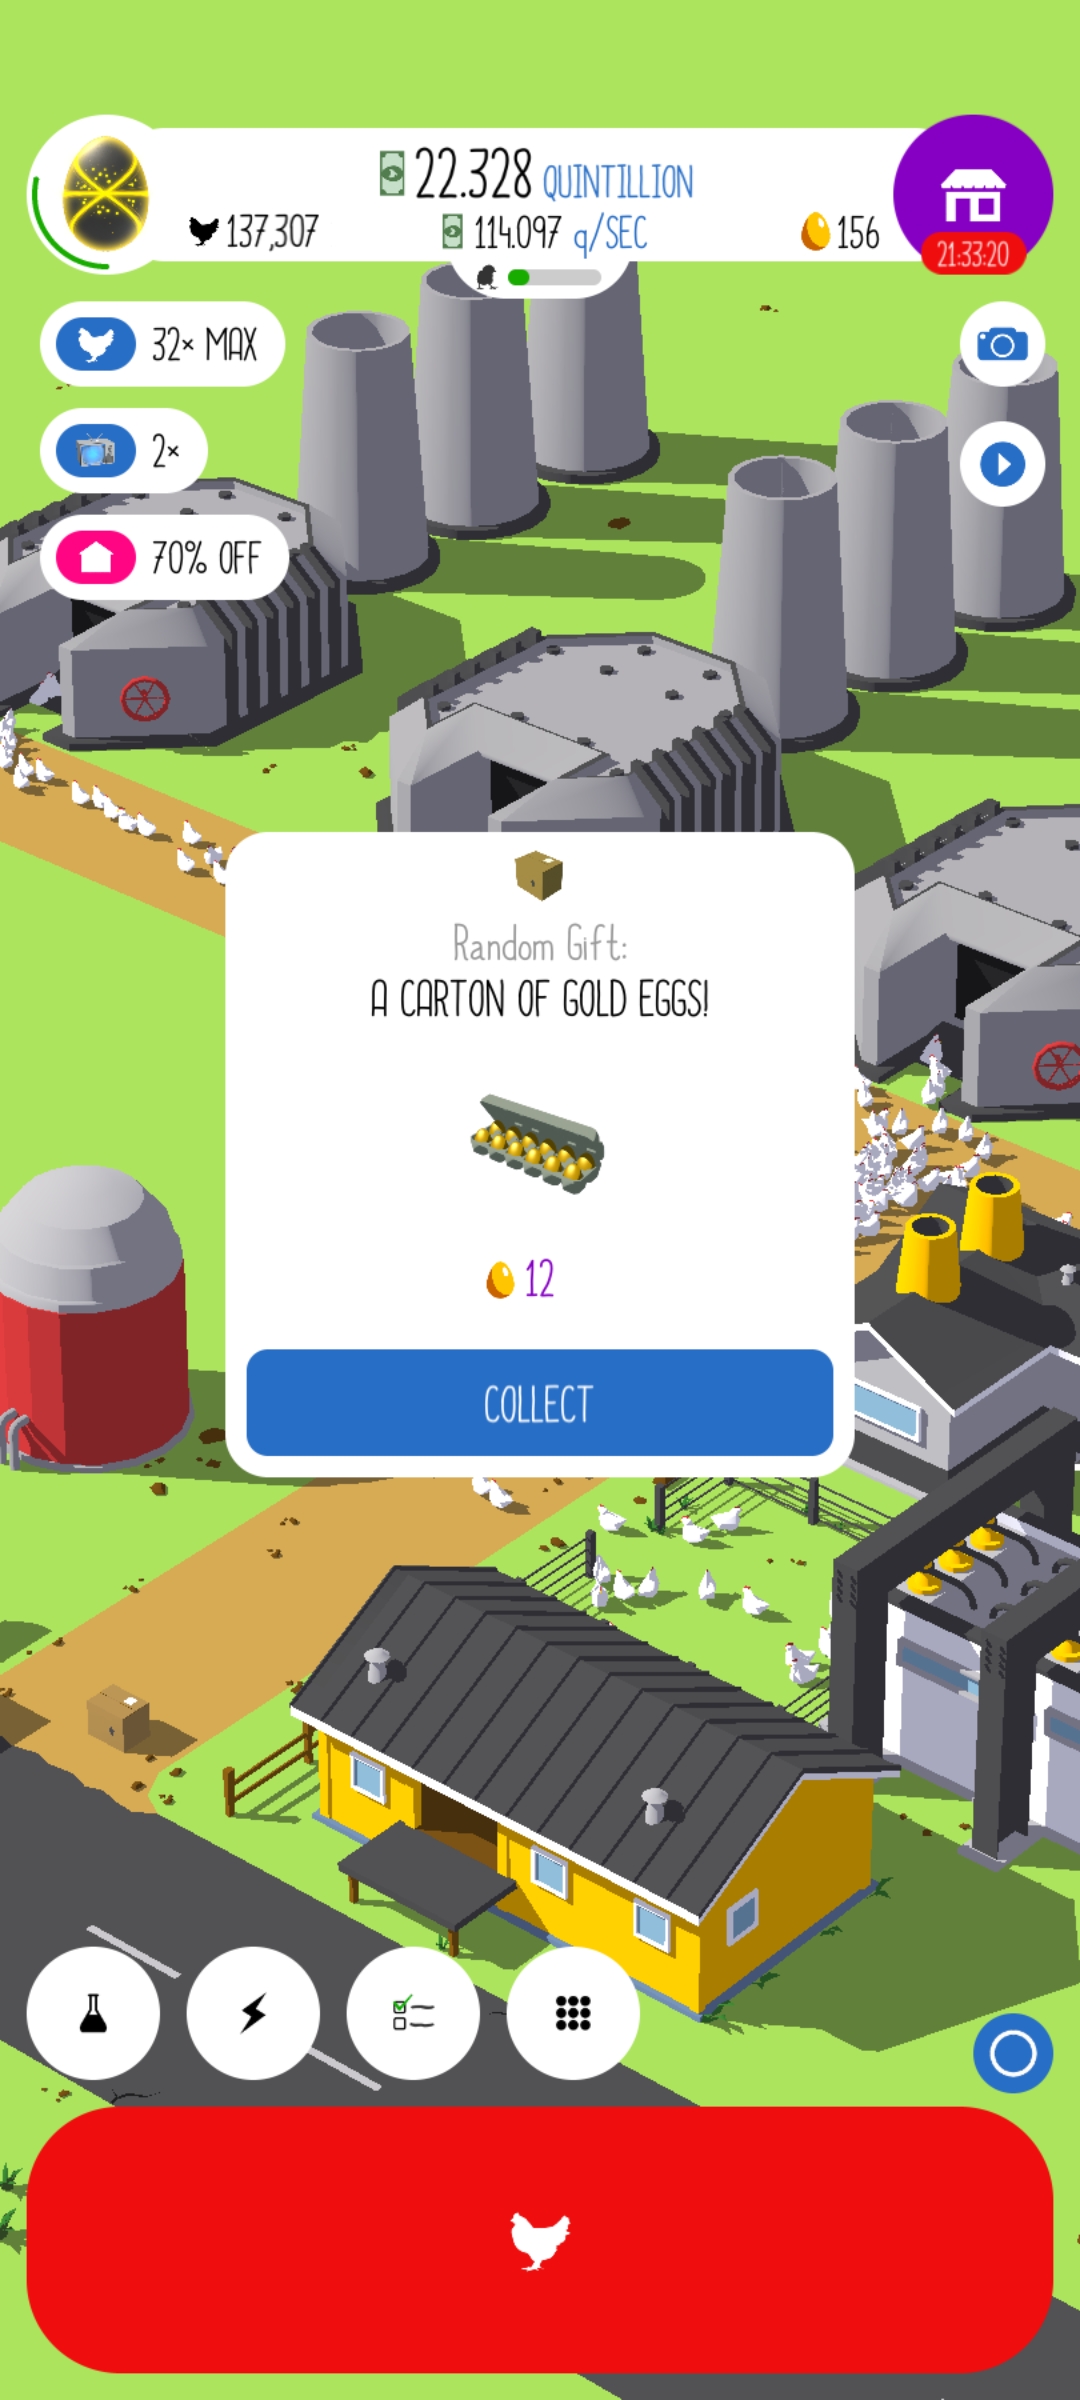 22.328 QUINTILLION
137,307
114.097 q/SEC
156
21:33:20
32× MAX
2×
70% OFF
Random Gift:
A CARTON OF GOLD EGGS!
12
COLLECT